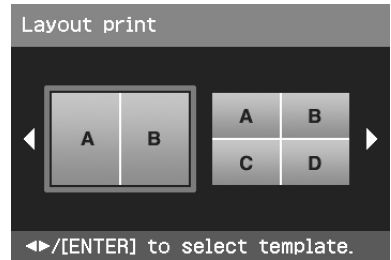 Layout print
A B A B
C D
◄►/[ENTER] to select template.